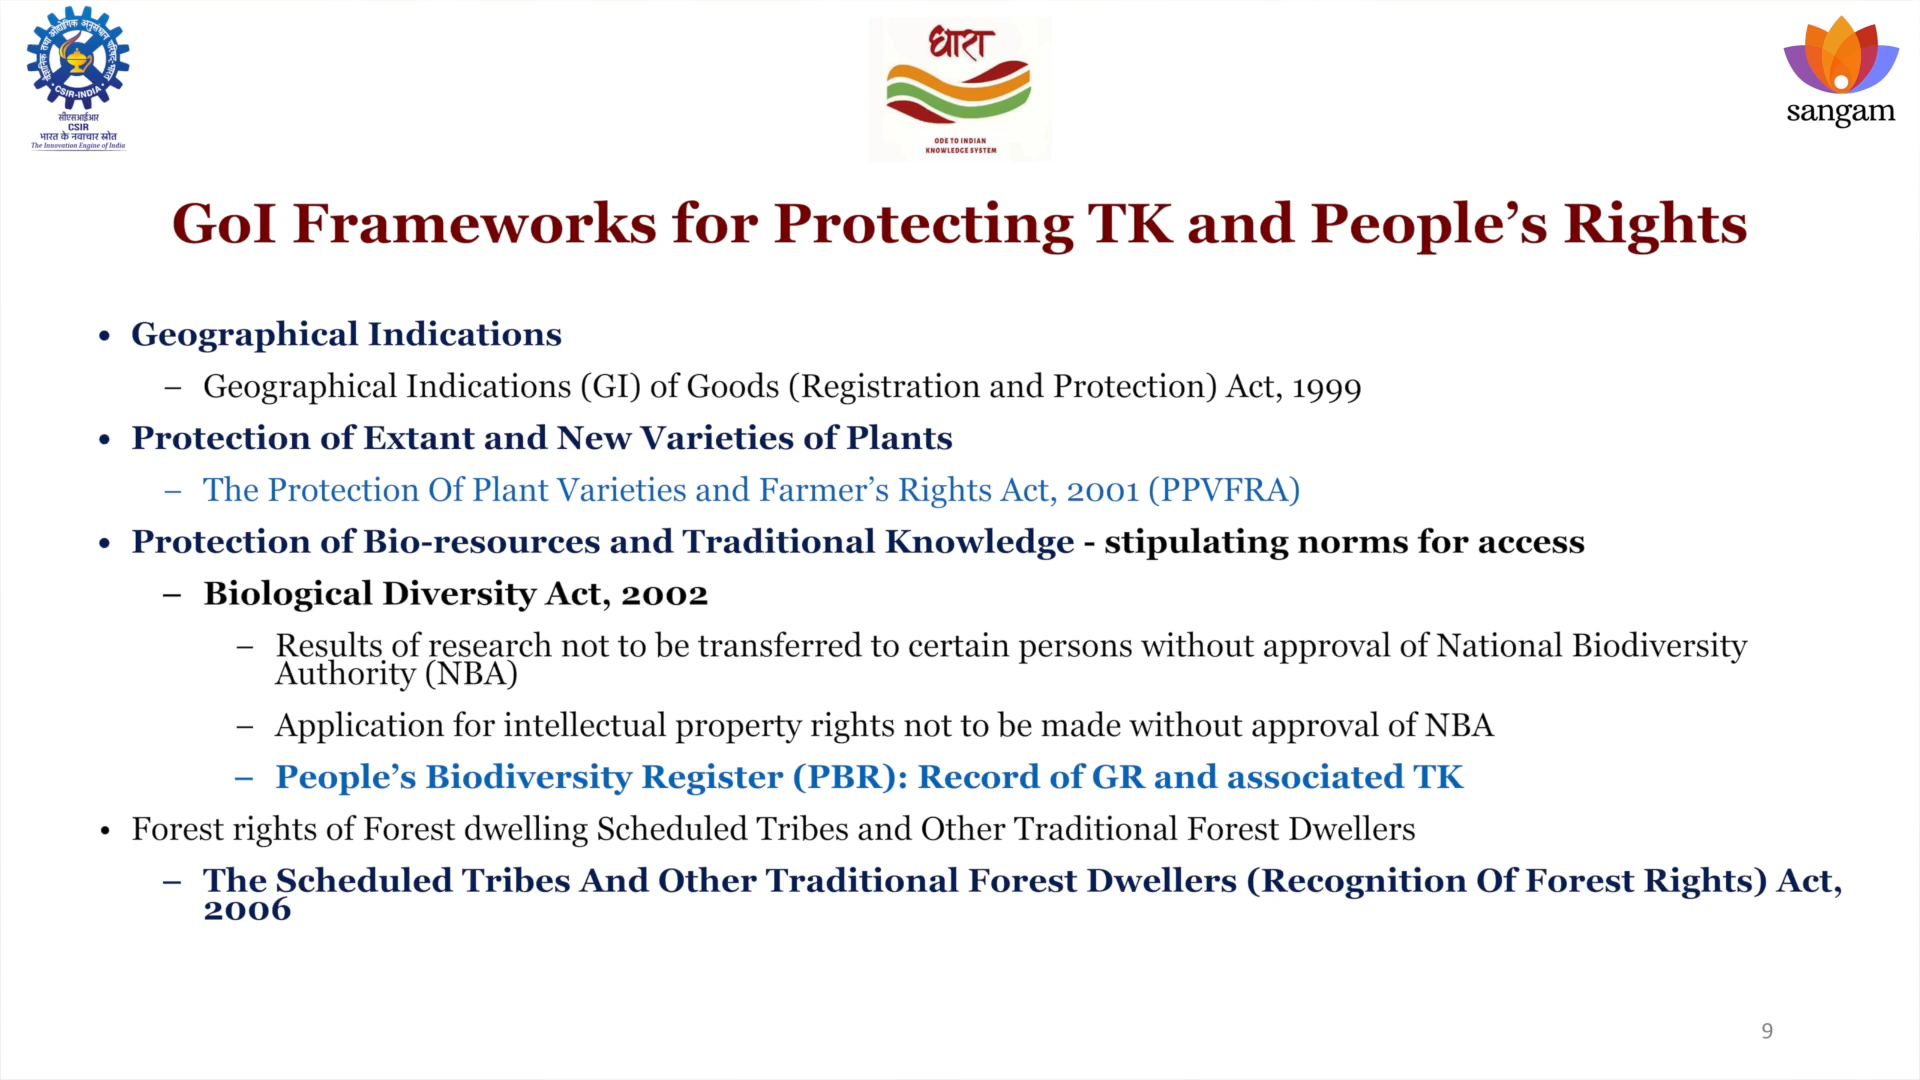 वैज्ञानिक तथा औद्योगिक अनुसंधान परिषद्-भारत
CSIR-INDIA
सीएसआईआर
CSIR
भारत के नवाचार स्रोत
The Innovation Engine of India
धारा
ODE TO INDIAN
KNOWLEDGE SYSTEM
sangam
GoI Frameworks for Protecting TK and People’s Rights
• Geographical Indications
– Geographical Indications (GI) of Goods (Registration and Protection) Act, 1999
• Protection of Extant and New Varieties of Plants
– The Protection Of Plant Varieties and Farmer’s Rights Act, 2001 (PPVFRA)
• Protection of Bio-resources and Traditional Knowledge - stipulating norms for access
– Biological Diversity Act, 2002
– Results of research not to be transferred to certain persons without approval of National Biodiversity
Authority (NBA)
– Application for intellectual property rights not to be made without approval of NBA
– People’s Biodiversity Register (PBR): Record of GR and associated TK
• Forest rights of Forest dwelling Scheduled Tribes and Other Traditional Forest Dwellers
– The Scheduled Tribes And Other Traditional Forest Dwellers (Recognition Of Forest Rights) Act,
2006
9